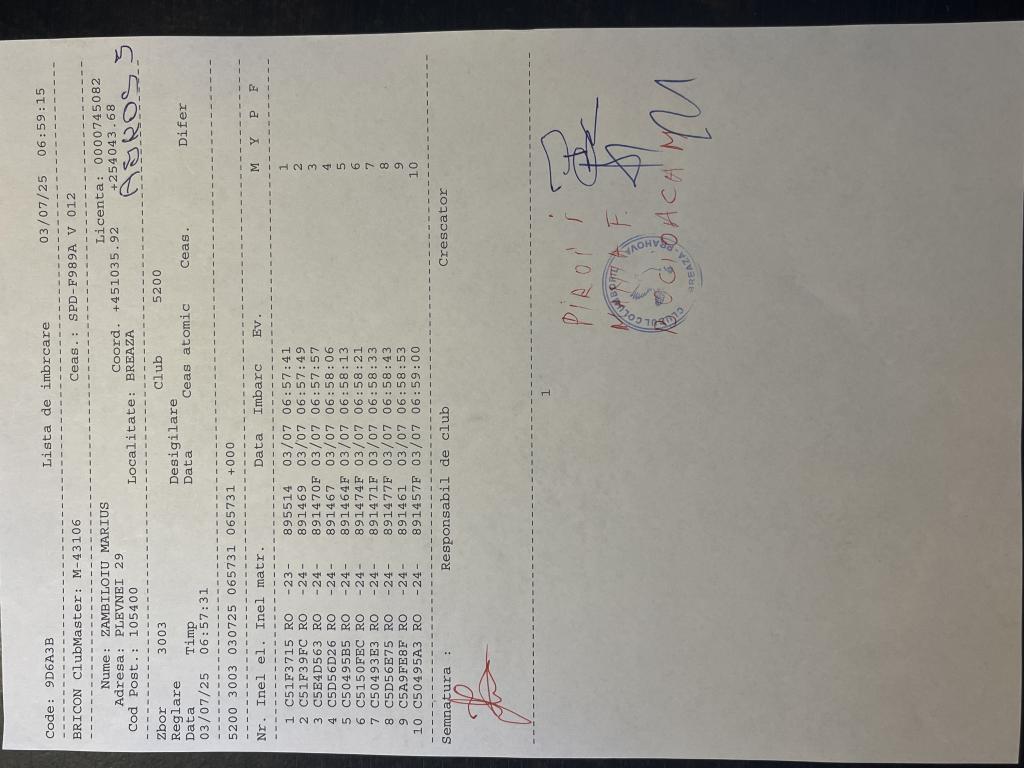 Code: 9D6A3B Lista de imbrcare 03/07/25 06:59:15
BRICON ClubMaster: M-43106 Ceas.: SPD-F989A V 012
Nume: ZAMBILOIU MARIUS Licenta: 0000745082
Adresa: PLEVNEI 29 Coord. +451035.92 +254043.68
Cod Post.: 105400 Localitate: BREAZA
Zbor 3003 Club 5200
Reglare Desigilare
Data Timp Data Ceas atomic Ceas. Difer
03/07/25 06:57:31
5200 3003 030725 065731 065731 +000
Nr. Inel el. Inel matr. Data Imbarc Ev. M Y P F
1 C51F3715 RO -23- 895514 03/07 06:57:41 1
2 C51F39FC RO -24- 891469 03/07 06:57:49 2
3 C5E4D563 RO -24- 891470F 03/07 06:57:57 3
4 C5D56D26 RO -24- 891467 03/07 06:58:06 4
5 C50495B5 RO -24- 891464F 03/07 06:58:13 5
6 C5150FEC RO -24- 891474F 03/07 06:58:21 6
7 C50493E3 RO -24- 891471F 03/07 06:58:33 7
8 C5D56E75 RO -24- 891477F 03/07 06:58:43 8
9 C5A9FE8F RO -24- 891461 03/07 06:58:53 9
10 C50495A3 RO -24- 891457F 03/07 06:59:00 10
Semnatura : Responsabil de club Crescator
1
PIROI i
CLUBUL COLUMBOFIL
BREAZA-PRAHOVA